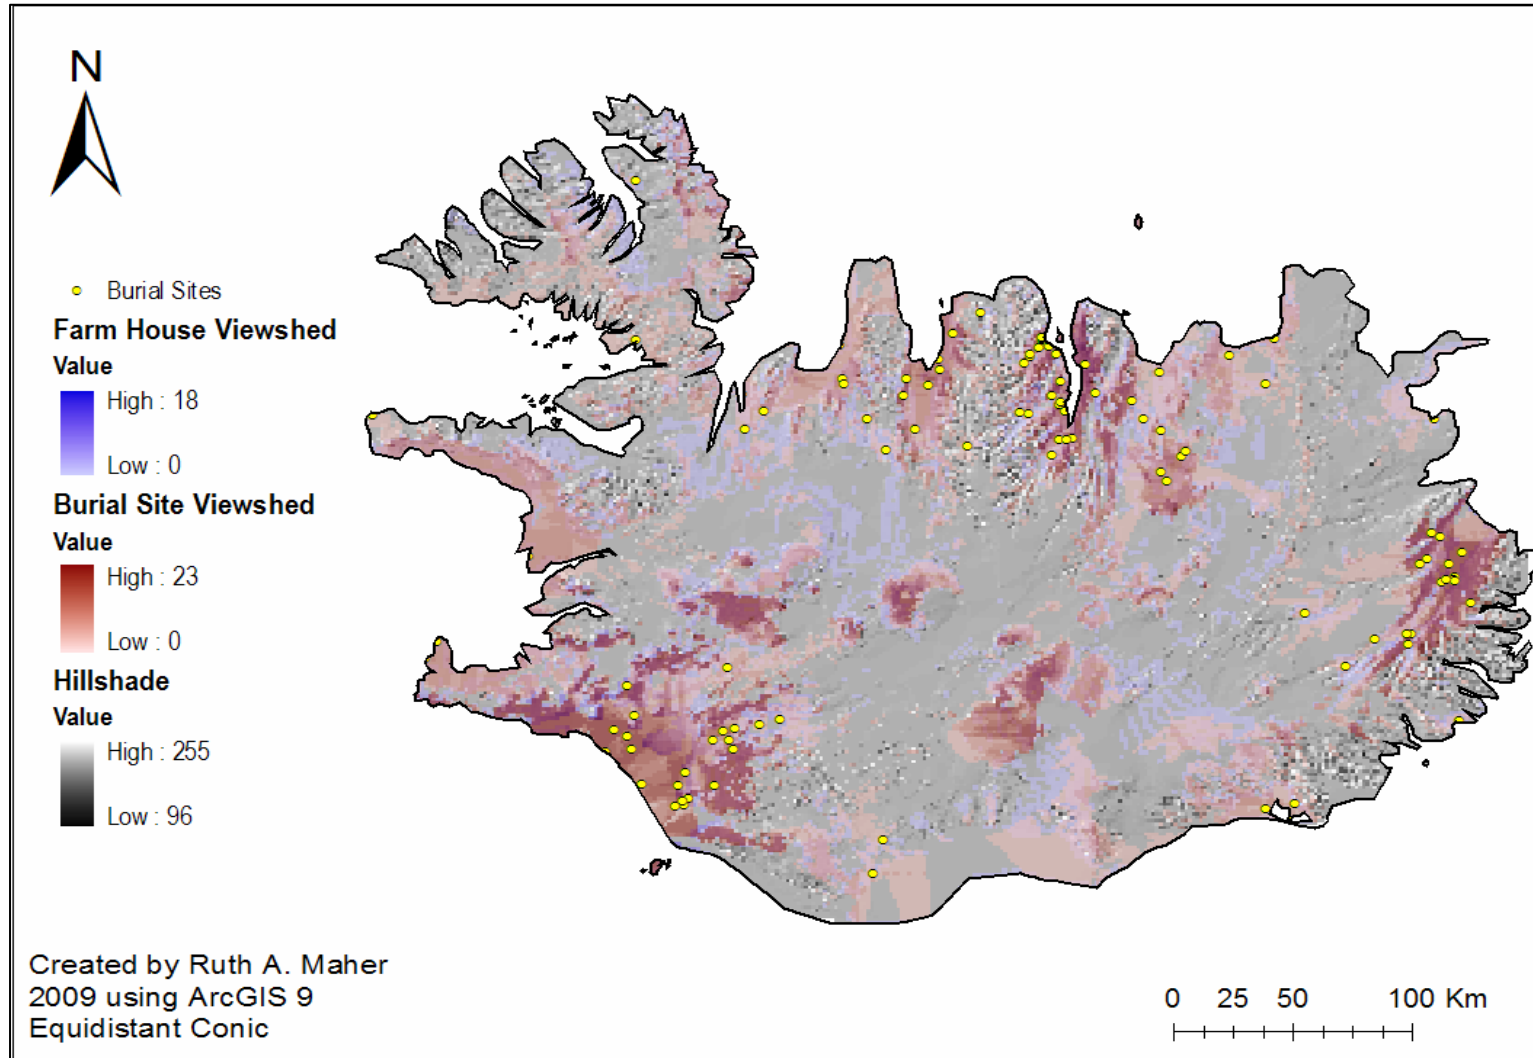 N
Burial Sites
Farm House Viewshed
Value
High : 18
Low : 0
Burial Site Viewshed
Value
High : 23
Low : 0
Hillshade
Value
High : 255
Low : 96
Created by Ruth A. Maher
2009 using ArcGIS 9
Equidistant Conic
0 25 50 100 Km